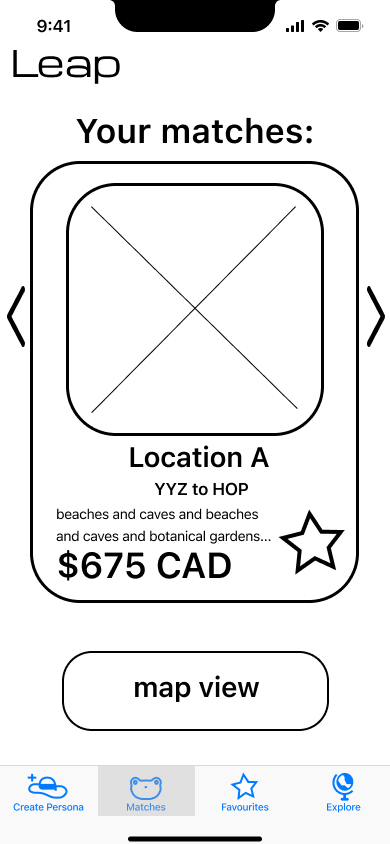 9:41
Leap
Your matches:
Location A
YYZ to HOP
beaches and caves and beaches
and caves and botanical gardens...
$675 CAD
map view
Create Persona
Matches
Favourites
Explore